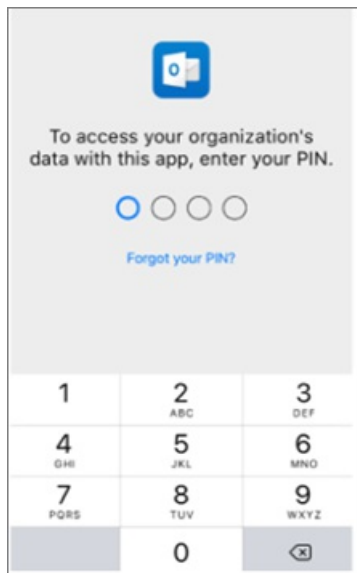 To access your organization's
data with this app, enter your PIN.
Forgot your PIN?
1
2
3
ABC
DEF
4
5
6
GHI
JKL
MNO
7
8
9
PQRS
TUV
WXYZ
0